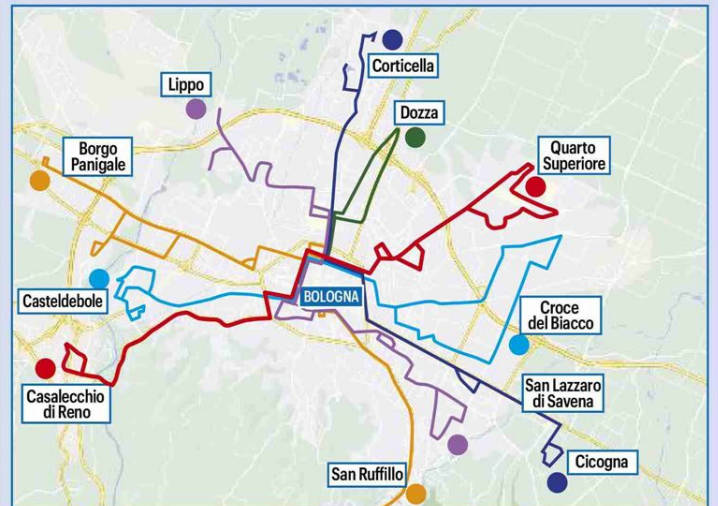 Corticella
Lippo
Dozza
Borgo
Panigale
Quarto
Superiore
Casteldebole
BOLOGNA
Croce
del Biacco
Casalecchio
di Reno
San Lazzaro
di Savena
San Ruffillo
Cicogna